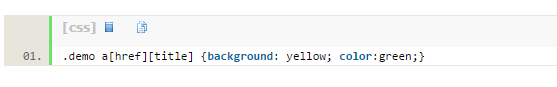 [css]
01. .demo a[href][title] {background: yellow; color:green;}